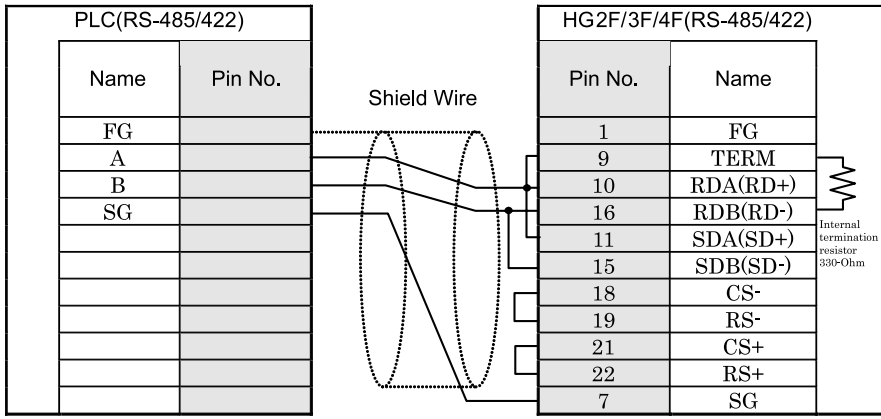 PLC(RS-485/422)
Name Pin No.
FG
A
B
SG
Shield Wire
HG2F/3F/4F(RS-485/422)
Pin No. Name
1 FG
9 TERM
10 RDA(RD+)
16 RDB(RD-)
11 SDA(SD+)
15 SDB(SD-)
18 CS-
19 RS-
21 CS+
22 RS+
7 SG
Internal
termination
resistor
330-Ohm